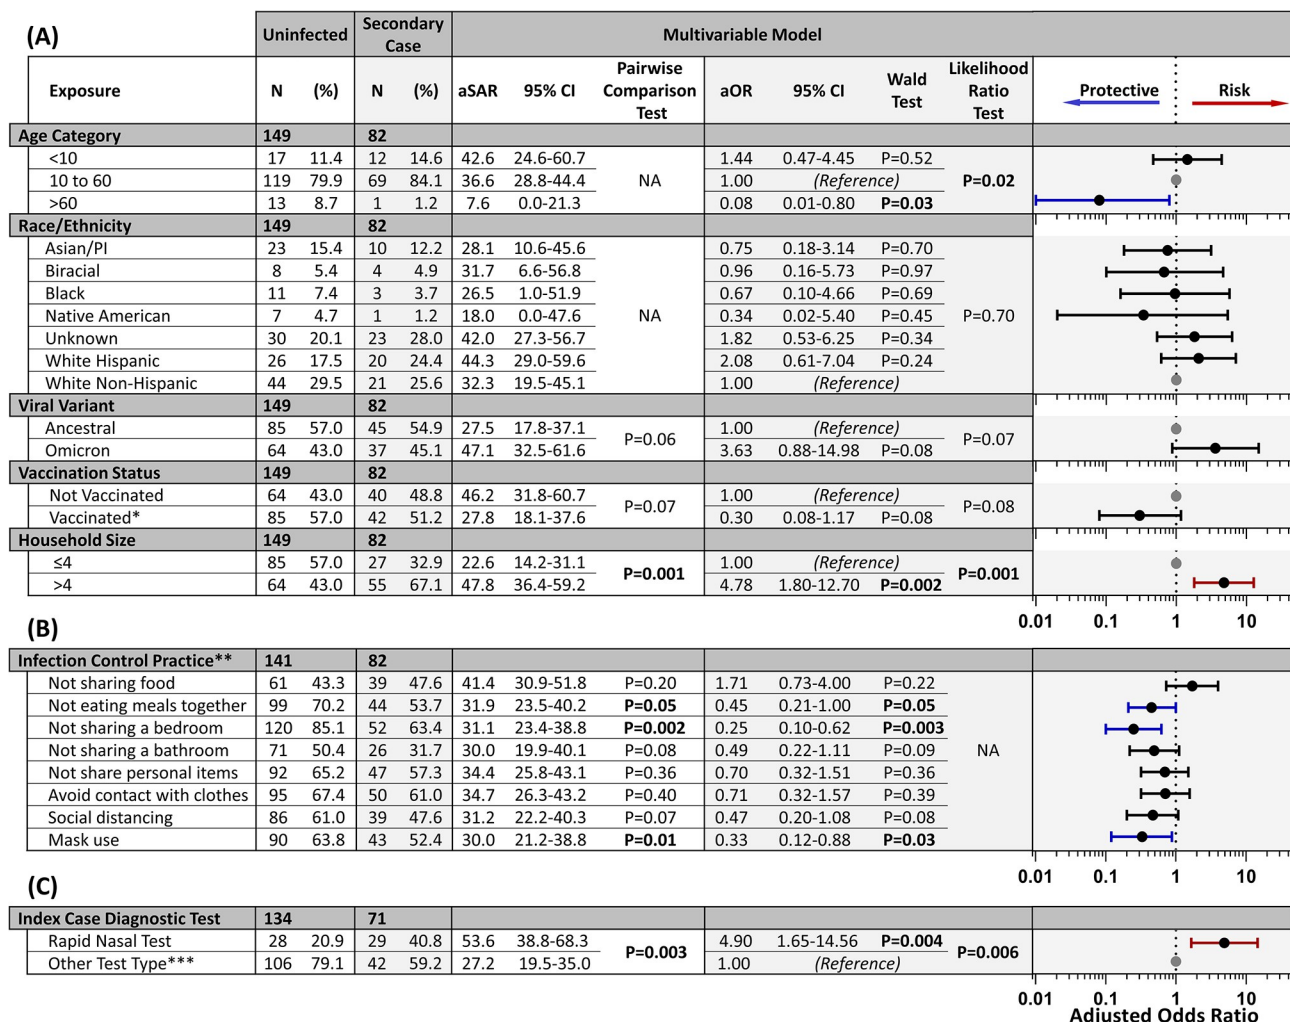 (A)
Uninfected Secondary Case Multivariable Model
Exposure N (%) N (%) aSAR 95% CI Pairwise Comparison Test aOR 95% CI Wald Test Likelihood Ratio Test Protective Risk
Age Category 149 82
<10 17 11.4 12 14.6 42.6 24.6-60.7 1.44 0.47-4.45 P=0.52
10 to 60 119 79.9 69 84.1 36.6 28.8-44.4 NA 1.00 (Reference) P=0.02
>60 13 8.7 1 1.2 7.6 0.0-21.3 0.08 0.01-0.80 P=0.03
Race/Ethnicity 149 82
Asian/PI 23 15.4 10 12.2 28.1 10.6-45.6 0.75 0.18-3.14 P=0.70
Biracial 8 5.4 4 4.9 31.7 6.6-56.8 0.96 0.16-5.73 P=0.97
Black 11 7.4 3 3.7 26.5 1.0-51.9 0.67 0.10-4.66 P=0.69
Native American 7 4.7 1 1.2 18.0 0.0-47.6 NA 0.34 0.02-5.40 P=0.45 P=0.70
Unknown 30 20.1 23 28.0 42.0 27.3-56.7 1.82 0.53-6.25 P=0.34
White Hispanic 26 17.5 20 24.4 44.3 29.0-59.6 2.08 0.61-7.04 P=0.24
White Non-Hispanic 44 29.5 21 25.6 32.3 19.5-45.1 1.00 (Reference)
Viral Variant 149 82
Ancestral 85 57.0 45 54.9 27.5 17.8-37.1 P=0.06 1.00 (Reference) P=0.07
Omicron 64 43.0 37 45.1 47.1 32.5-61.6 3.63 0.88-14.98 P=0.08
Vaccination Status 149 82
Not Vaccinated 64 43.0 40 48.8 46.2 31.8-60.7 P=0.07 1.00 (Reference) P=0.08
Vaccinated* 85 57.0 42 51.2 27.8 18.1-37.6 0.30 0.08-1.17 P=0.08
Household Size 149 82
≤4 85 57.0 27 32.9 22.6 14.2-31.1 P=0.001 1.00 (Reference) P=0.001
>4 64 43.0 55 67.1 47.8 36.4-59.2 4.78 1.80-12.70 P=0.002
0.01 0.1 1 10
(B)
Infection Control Practice** 141 82
Not sharing food 61 43.3 39 47.6 41.4 30.9-51.8 P=0.20 1.71 0.73-4.00 P=0.22
Not eating meals together 99 70.2 44 53.7 31.9 23.5-40.2 P=0.05 0.45 0.21-1.00 P=0.05
Not sharing a bedroom 120 85.1 52 63.4 31.1 23.4-38.8 P=0.002 0.25 0.10-0.62 P=0.003
Not sharing a bathroom 71 50.4 26 31.7 30.0 19.9-40.1 P=0.08 0.49 0.22-1.11 P=0.09 NA
Not share personal items 92 65.2 47 57.3 34.4 25.8-43.1 P=0.36 0.70 0.32-1.51 P=0.36
Avoid contact with clothes 95 67.4 50 61.0 34.7 26.3-43.2 P=0.40 0.71 0.32-1.57 P=0.39
Social distancing 86 61.0 39 47.6 31.2 22.2-40.3 P=0.07 0.47 0.20-1.08 P=0.08
Mask use 90 63.8 43 52.4 30.0 21.2-38.8 P=0.01 0.33 0.12-0.88 P=0.03
0.01 0.1 1 10
(C)
Index Case Diagnostic Test 134 71
Rapid Nasal Test 28 20.9 29 40.8 53.6 38.8-68.3 P=0.003 4.90 1.65-14.56 P=0.004 P=0.006
Other Test Type*** 106 79.1 42 59.2 27.2 19.5-35.0 1.00 (Reference)
0.01 0.1 1 10
Adjusted Odds Ratio